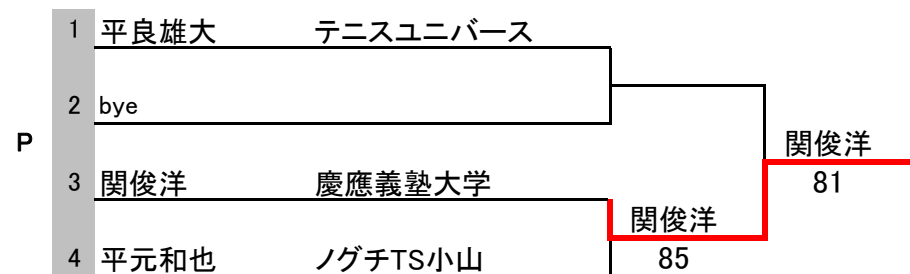 1 平良雄大 テニスユニバース
2 bye
P
関俊洋
3 関俊洋 慶應義塾大学 81
関俊洋
4 平元和也 ノグチTS小山 85